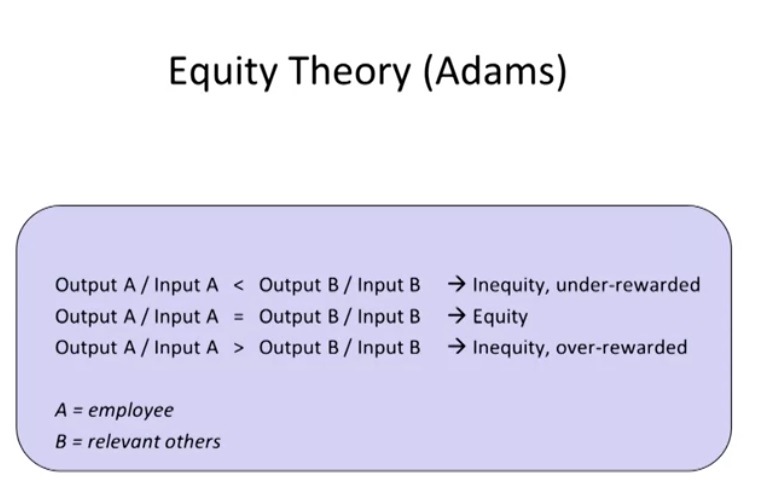 Equity Theory (Adams)
Output A / Input A < Output B / Input B → Inequity, under-rewarded
Output A / Input A = Output B / Input B → Equity
Output A / Input A > Output B / Input B → Inequity, over-rewarded
A = employee
B = relevant others